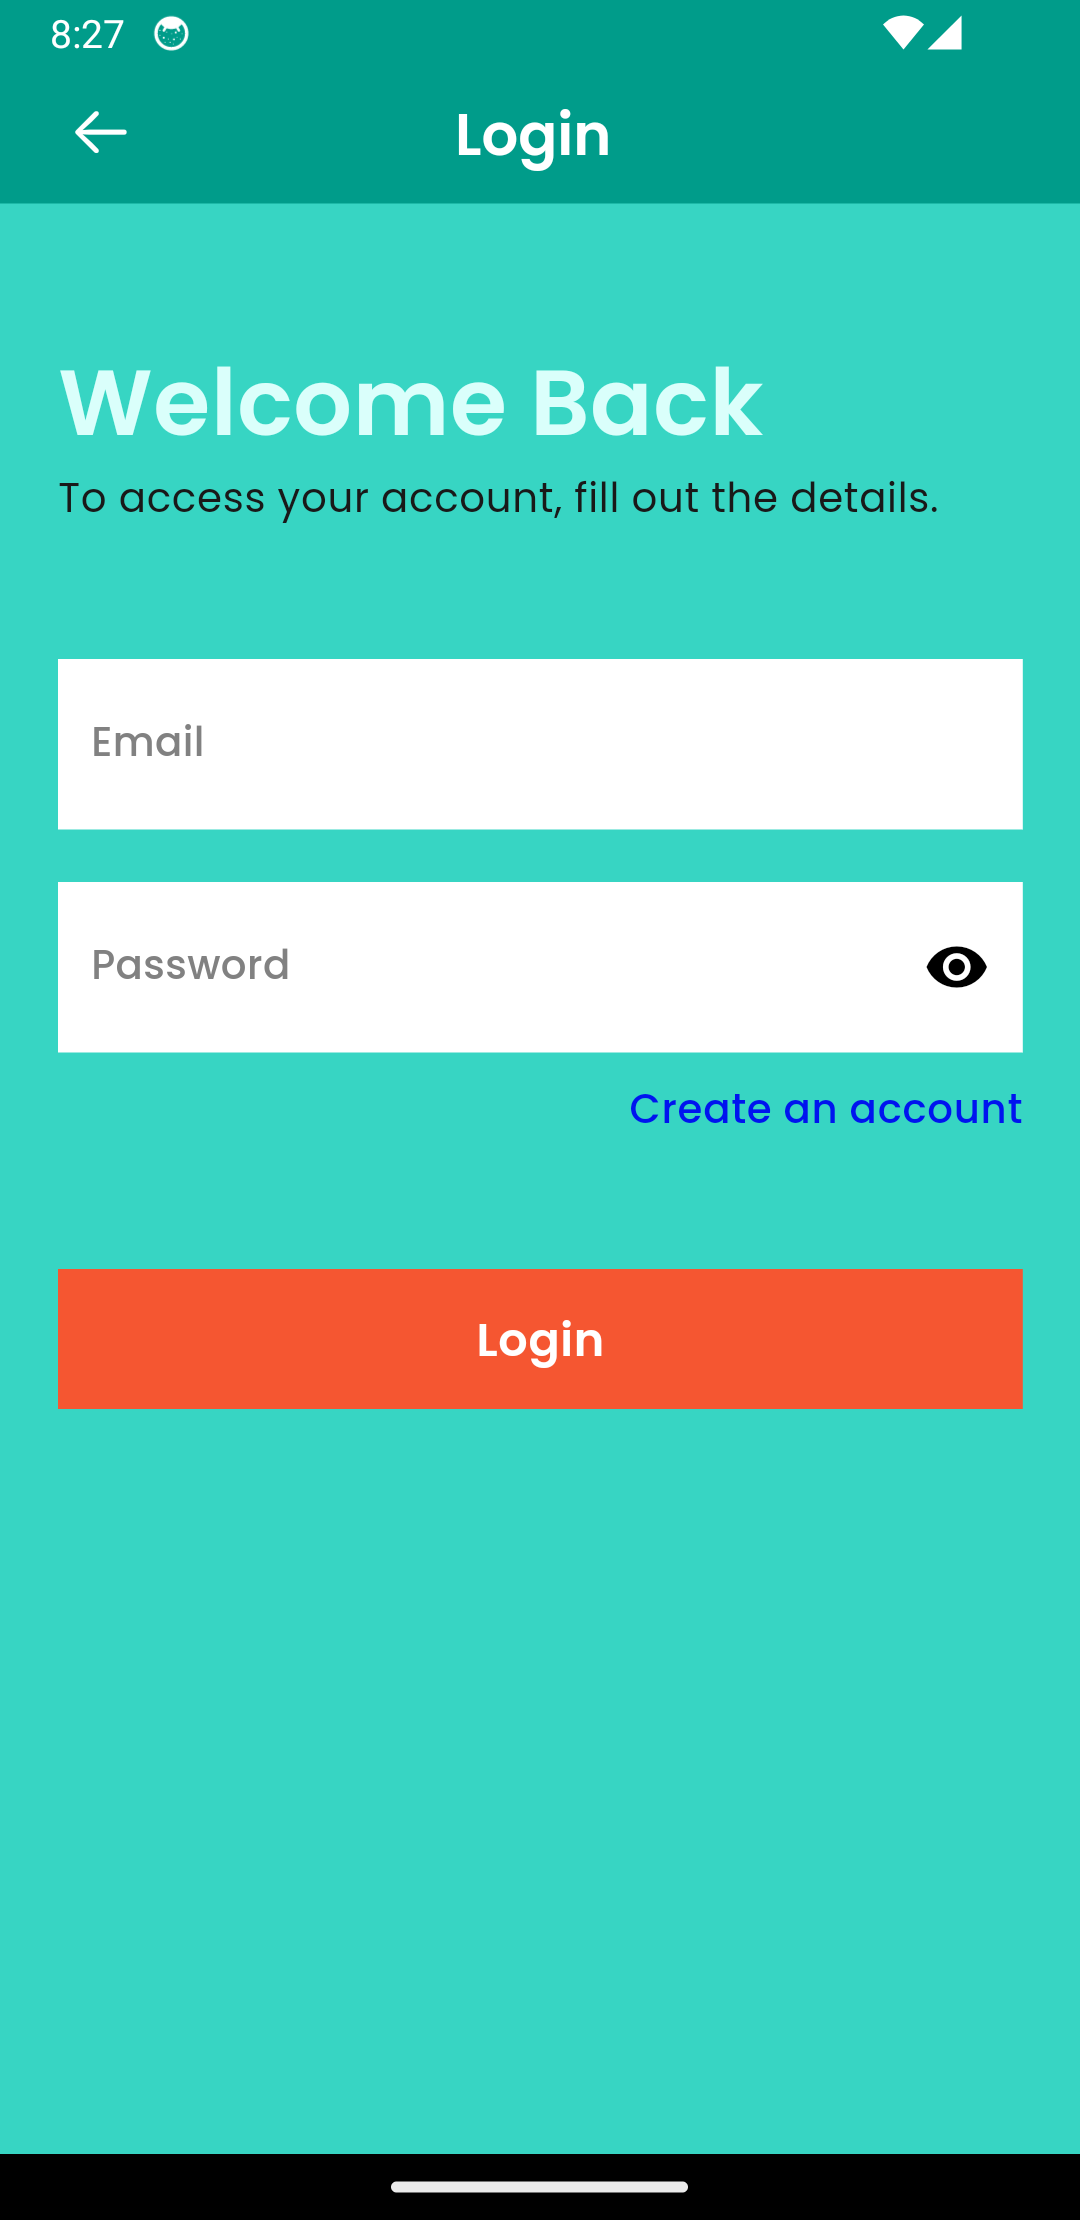 8:27
Login
Welcome Back
To access your account, fill out the details.
Email
Password
Create an account
Login